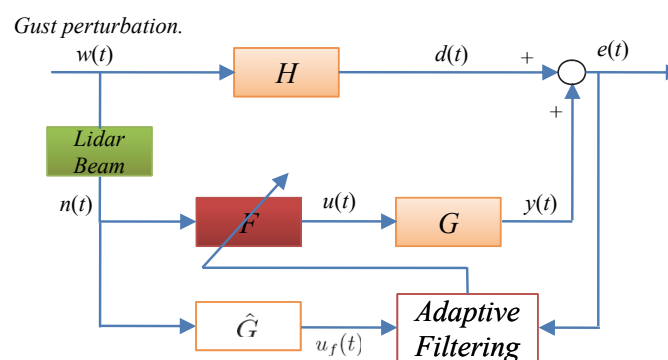 Gust perturbation.
w(t)
H
d(t)
+
e(t)
+
Lidar
Beam
n(t)
F
u(t)
G
y(t)
Ĝ
u_f(t)
Adaptive
Filtering